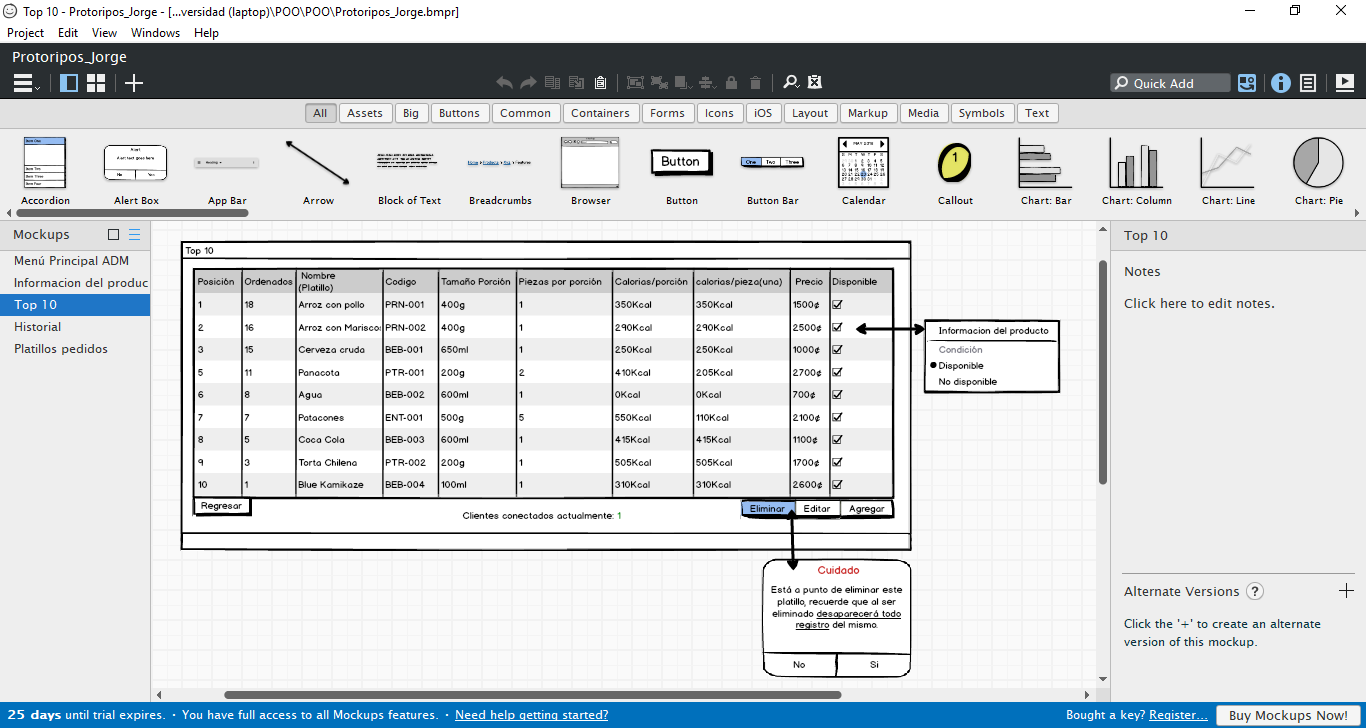 Top 10 - Protoripos_Jorge - [...versidad (laptop)\POO\POO\Protoripos_Jorge.bmpr]
Project Edit View Windows Help
Protoripos_Jorge
Quick Add
All Assets Big Buttons Common Containers Forms Icons iOS Layout Markup Media Symbols Text
Accordion Alert Box App Bar Arrow Block of Text Breadcrumbs Browser Button Button Bar Calendar Callout Chart: Bar Chart: Column Chart: Line Chart: Pie
Mockups
Menú Principal ADM
Informacion del produc
Top 10
Historial
Platillos pedidos
Top 10
Posición Ordenados Nombre (Platillo) Codigo Tamaño Porción Piezas por porción Calorias/porción calorias/pieza(una) Precio Disponible
1 18 Arroz con pollo PRN-001 400g 1 350Kcal 350Kcal 1500¢
2 16 Arroz con Mariscos PRN-002 400g 1 290Kcal 290Kcal 2500¢
3 15 Cerveza cruda BEB-001 650ml 1 250Kcal 250Kcal 1000¢
5 11 Panacota PTR-001 200g 2 410Kcal 205Kcal 2700¢
6 8 Agua BEB-002 600ml 1 0Kcal 0Kcal 700¢
7 7 Patacones ENT-001 500g 5 550Kcal 110Kcal 2100¢
8 5 Coca Cola BEB-003 600ml 1 415Kcal 415Kcal 1100¢
9 3 Torta Chilena PTR-002 200g 1 505Kcal 505Kcal 1700¢
10 1 Blue Kamikaze BEB-004 100ml 1 310Kcal 310Kcal 2600¢
Regresar
Clientes conectados actualmente: 1
Eliminar Editar Agregar
Informacion del producto
Condición
Disponible
No disponible
Cuidado
Está a punto de eliminar este
platillo, recuerde que al ser
eliminado desaparecerá todo
registro del mismo.
No Si
Top 10
Notes
Click here to edit notes.
Alternate Versions ?
Click the '+' to create an alternate
version of this mockup.
25 days until trial expires. · You have full access to all Mockups features. · Need help getting started?
Bought a key? Register... Buy Mockups Now!